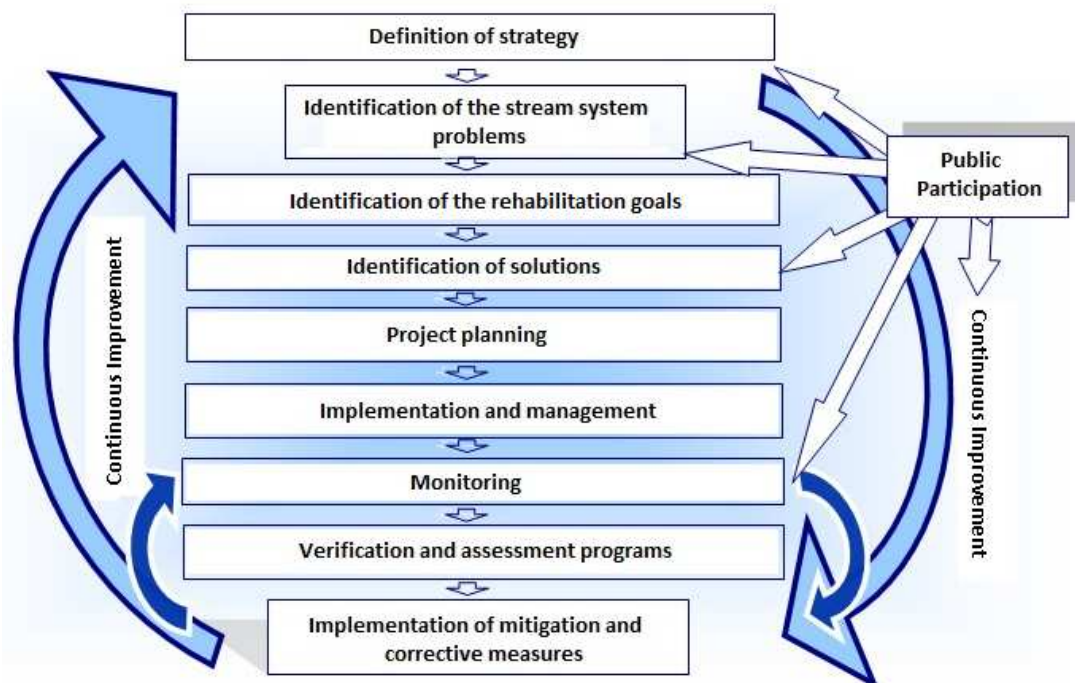 Definition of strategy
Identification of the stream system
problems
Public
Participation
Identification of the rehabilitation goals
Identification of solutions
Project planning
Implementation and management
Monitoring
Verification and assessment programs
Implementation of mitigation and
corrective measures
Continuous Improvement
Continuous Improvement